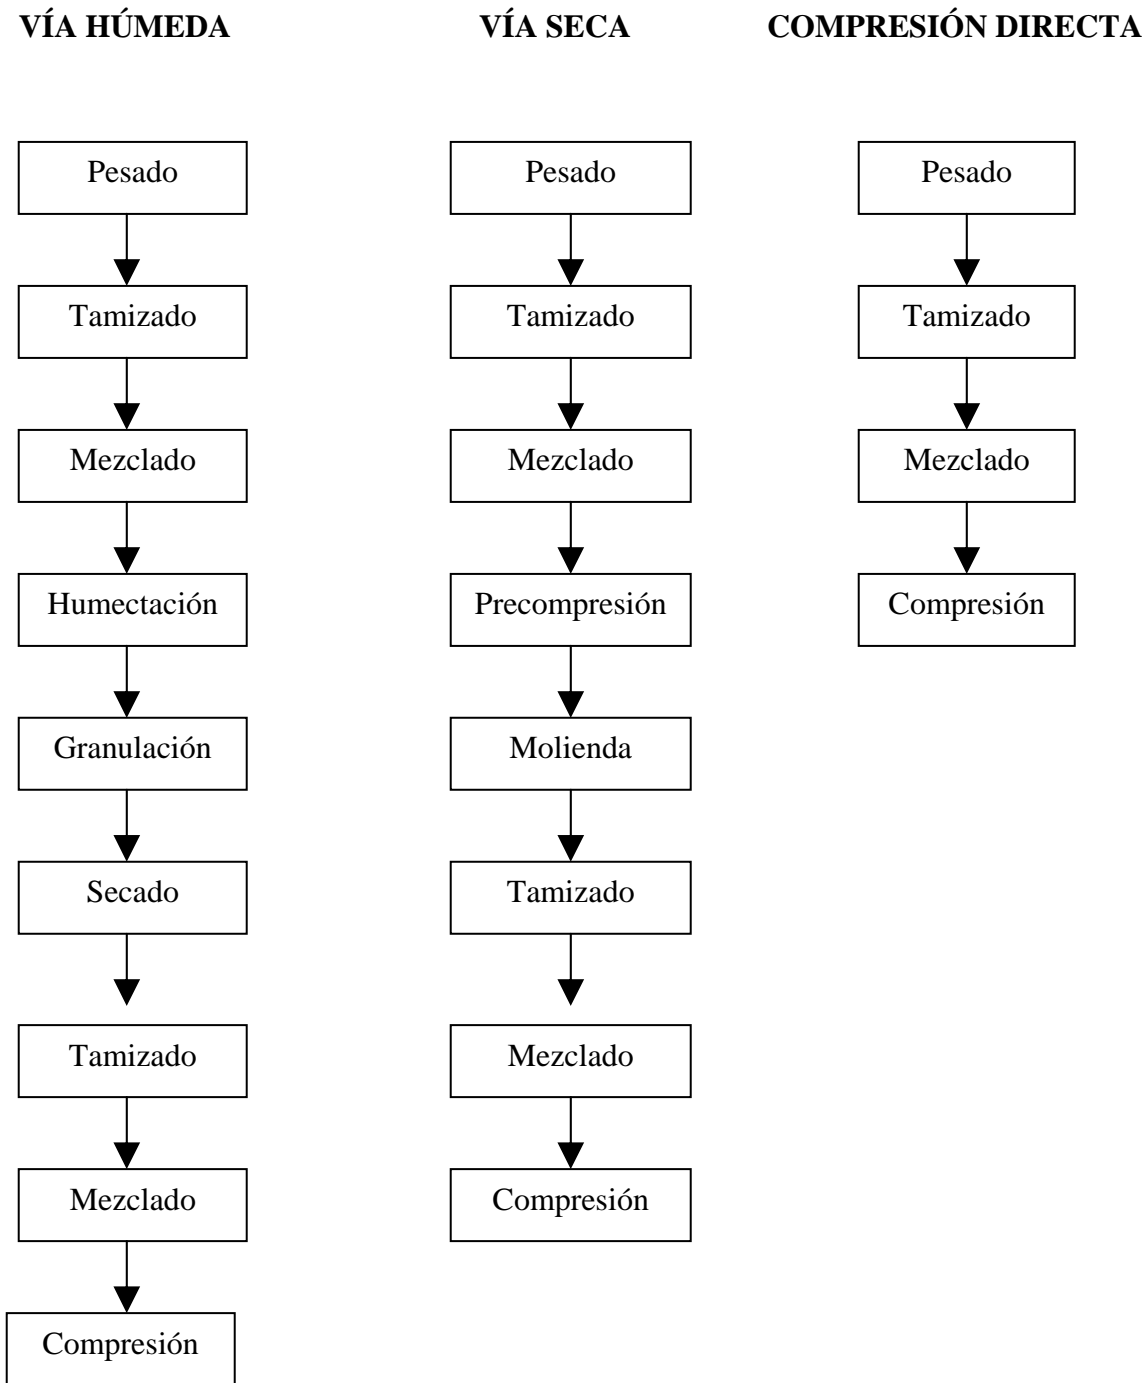 VÍA HÚMEDA
VÍA SECA
COMPRESIÓN DIRECTA
Pesado
Pesado
Pesado
Tamizado
Tamizado
Tamizado
Mezclado
Mezclado
Mezclado
Humectación
Precompresión
Compresión
Granulación
Molienda
Secado
Tamizado
Tamizado
Mezclado
Mezclado
Compresión
Compresión